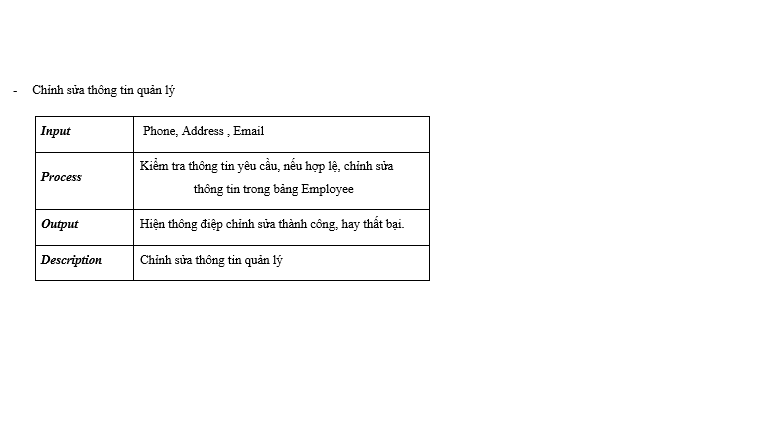 - Chỉnh sửa thông tin quản lý
Input Phone, Address , Email
Process Kiểm tra thông tin yêu cầu, nếu hợp lệ, chỉnh sửa
thông tin trong bảng Employee
Output Hiện thông điệp chỉnh sửa thành công, hay thất bại.
Description Chỉnh sửa thông tin quản lý